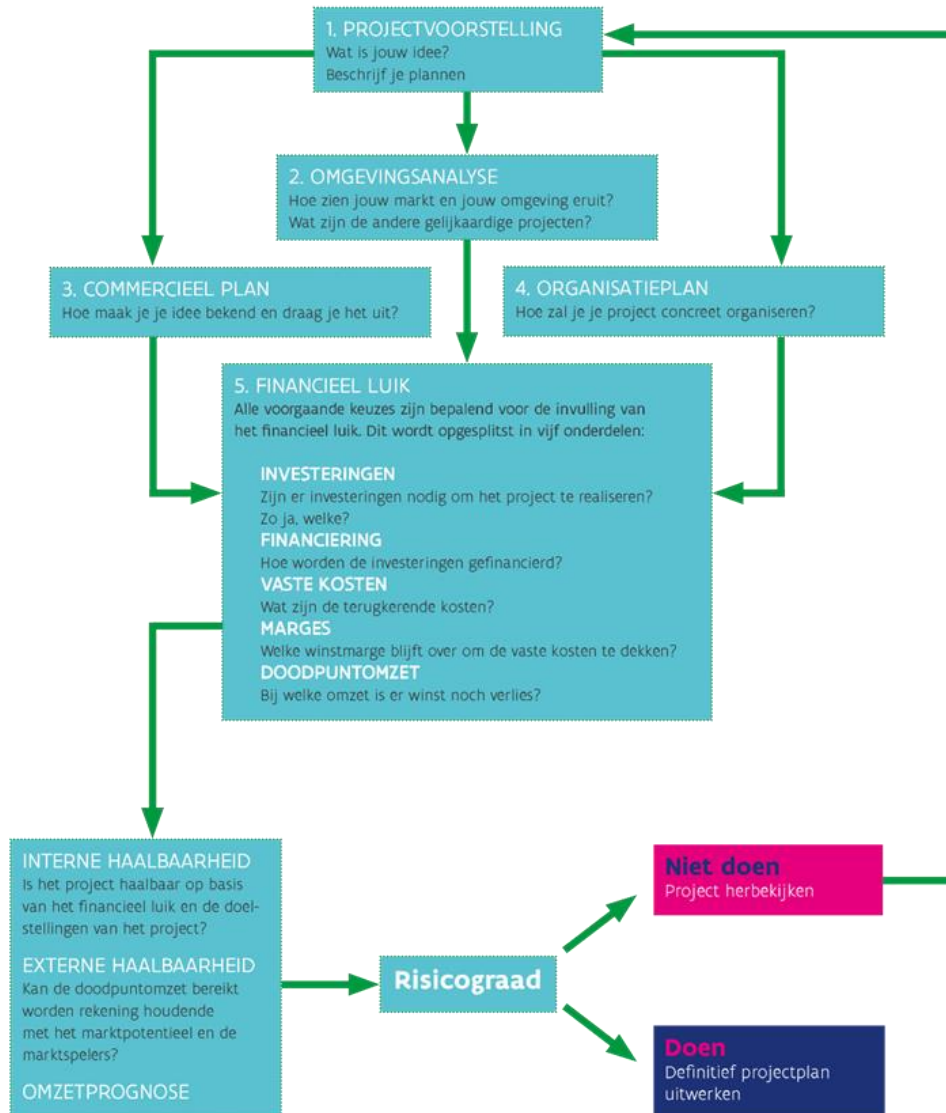 1. PROJECTVOORSTELLING
Wat is jouw idee?
Beschrijf je plannen
2. OMGEVINGSANALYSE
Hoe zien jouw markt en jouw omgeving eruit?
Wat zijn de andere gelijkaardige projecten?
3. COMMERCIEEL PLAN
Hoe maak je je idee bekend en draag je het uit?
4. ORGANISATIEPLAN
Hoe zal je je project concreet organiseren?
5. FINANCIEEL LUIK
Alle voorgaande keuzes zijn bepalend voor de invulling van
het financieel luik. Dit wordt opgesplitst in vijf onderdelen:
INVESTERINGEN
Zijn er investeringen nodig om het project te realiseren?
Zo ja, welke?
FINANCIERING
Hoe worden de investeringen gefinancierd?
VASTE KOSTEN
Wat zijn de terugkerende kosten?
MARGES
Welke winstmarge blijft over om de vaste kosten te dekken?
DOODPUNTOMZET
Bij welke omzet is er winst noch verlies?
INTERNE HAALBAARHEID
Is het project haalbaar op basis
van het financieel luik en de doel-
stellingen van het project?
EXTERNE HAALBAARHEID
Kan de doodpuntomzet bereikt
worden rekening houdende
met het marktpotentieel en de
marktspelers?
OMZETPROGNOSE
Risicograad
Niet doen
Project herbekijken
Doen
Definitief projectplan
uitwerken